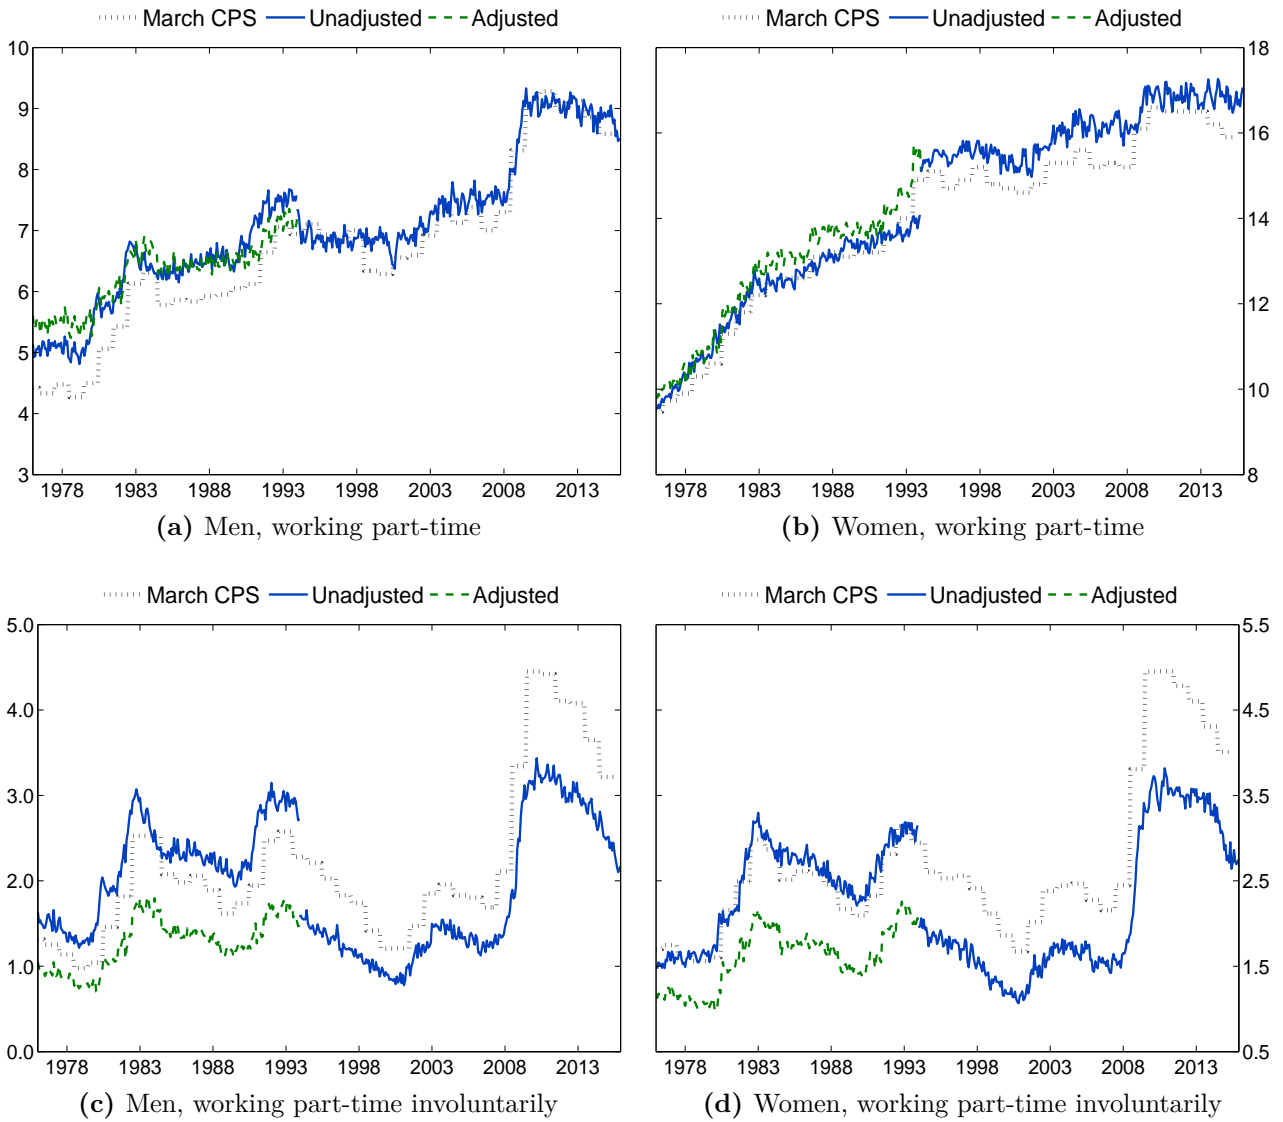 March CPS Unadjusted Adjusted
March CPS Unadjusted Adjusted
10
9
8
7
6
5
4
3
1978 1983 1988 1993 1998 2003 2008 2013
(a) Men, working part-time
18
16
14
12
10
8
1978 1983 1988 1993 1998 2003 2008 2013
(b) Women, working part-time
March CPS Unadjusted Adjusted
March CPS Unadjusted Adjusted
5.0
4.0
3.0
2.0
1.0
0.0
1978 1983 1988 1993 1998 2003 2008 2013
(c) Men, working part-time involuntarily
5.5
4.5
3.5
2.5
1.5
0.5
1978 1983 1988 1993 1998 2003 2008 2013
(d) Women, working part-time involuntarily